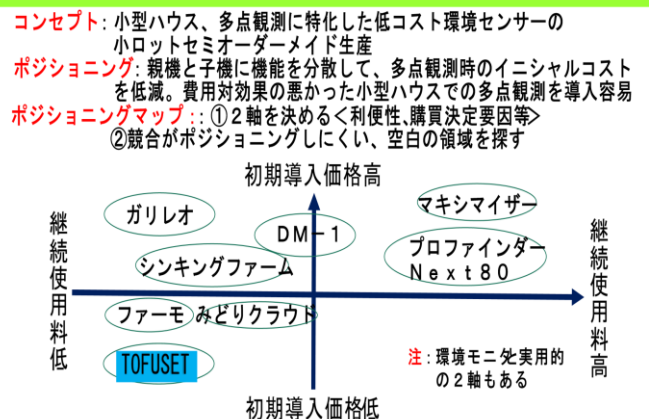 コンセプト：小型ハウス、多点観測に特化した低コスト環境センサーの
小ロットセミオーダーメイド生産
ポジショニング：親機と子機に機能を分散して、多点観測時のイニシャルコスト
を低減。費用対効果の悪かった小型ハウスでの多点観測を導入容易
ポジショニングマップ：：①２軸を決める<利便性、購買決定要因等>
②競合がポジショニングしにくい、空白の領域を探す
初期導入価格高
継続使用料低
ガリレオ
ＤＭ－１
シンキングファーム
マキシマイザー
プロファインダー
Ｎｅｘｔ８０
継続使用料高
ファーモ
みどりクラウド
TOFUSET
注：環境モニタと実用的
の２軸もある
初期導入価格低